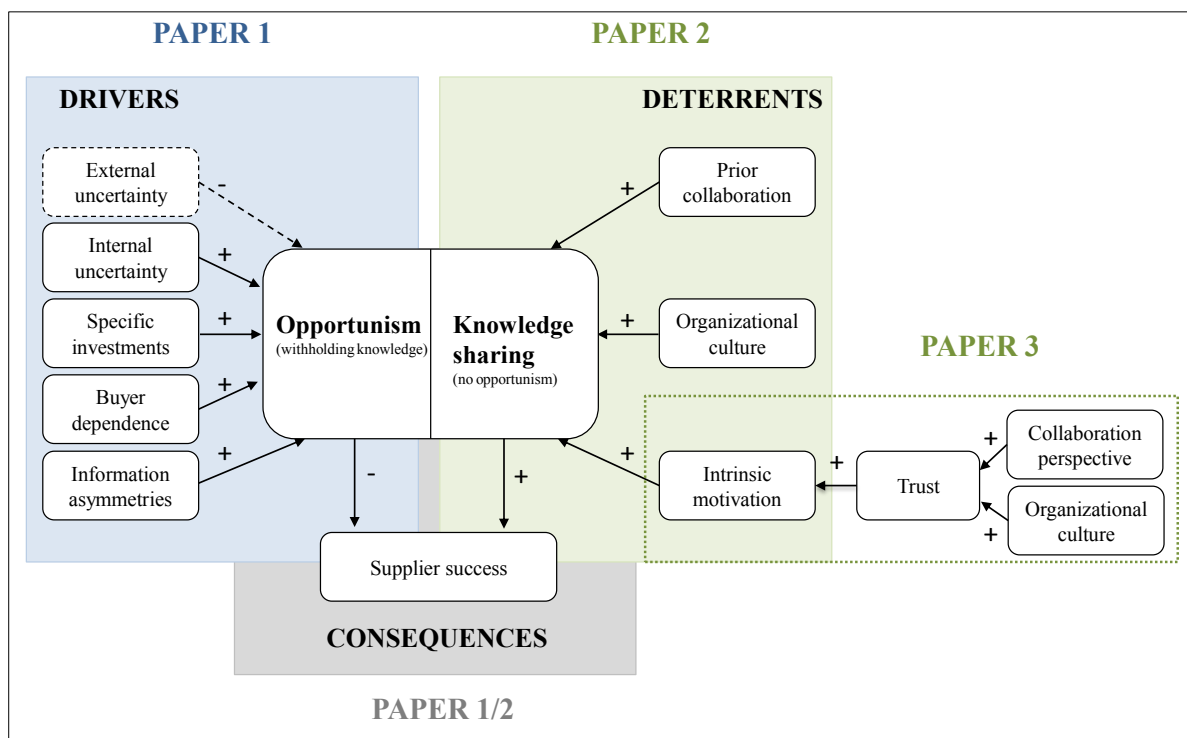 PAPER 1
PAPER 2
DRIVERS
DETERRENTS
External
uncertainty
-
Internal
uncertainty
+
Specific
investments
+
Buyer
dependence
+
Information
asymmetries
+
Opportunism
(withholding knowledge)
Knowledge
sharing
(no opportunism)
+
Prior
collaboration
+
Organizational
culture
+
Intrinsic
motivation
PAPER 3
+
Trust
+
Collaboration
perspective
+
Organizational
culture
-
+
Supplier success
CONSEQUENCES
PAPER 1/2